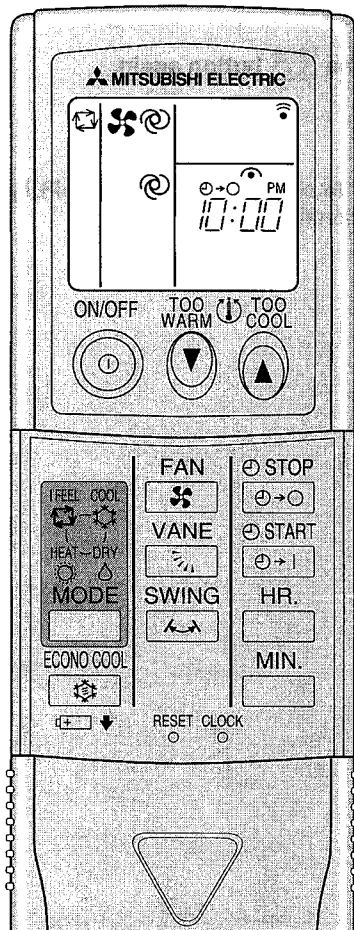 MITSUBISHI ELECTRIC
PM
10:00
ON/OFF
TOO WARM
TOO COOL
I FEEL COOL
HEAT DRY
MODE
ECONO COOL
FAN
VANE
SWING
STOP
START
HR.
MIN.
RESET CLOCK